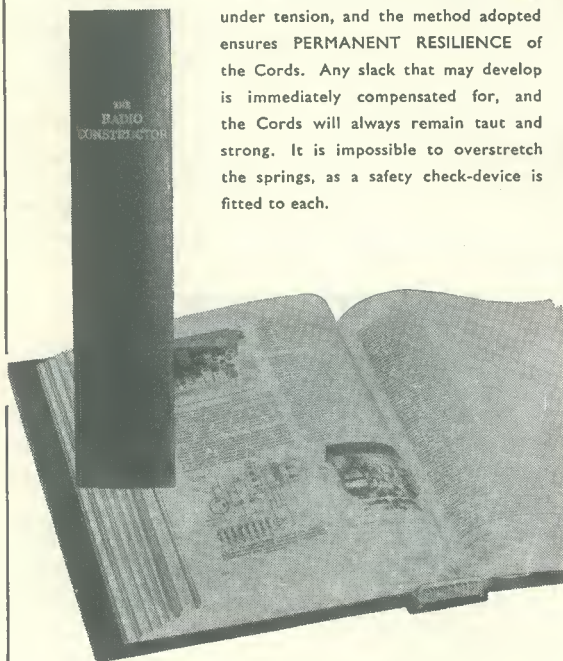 under tension, and the method adopted
ensures PERMANENT RESILIENCE of
the Cords. Any slack that may develop
is immediately compensated for, and
the Cords will always remain taut and
strong. It is impossible to overstretch
the springs, as a safety check-device is
fitted to each.
THE
RADIO
CONSTRUCTOR